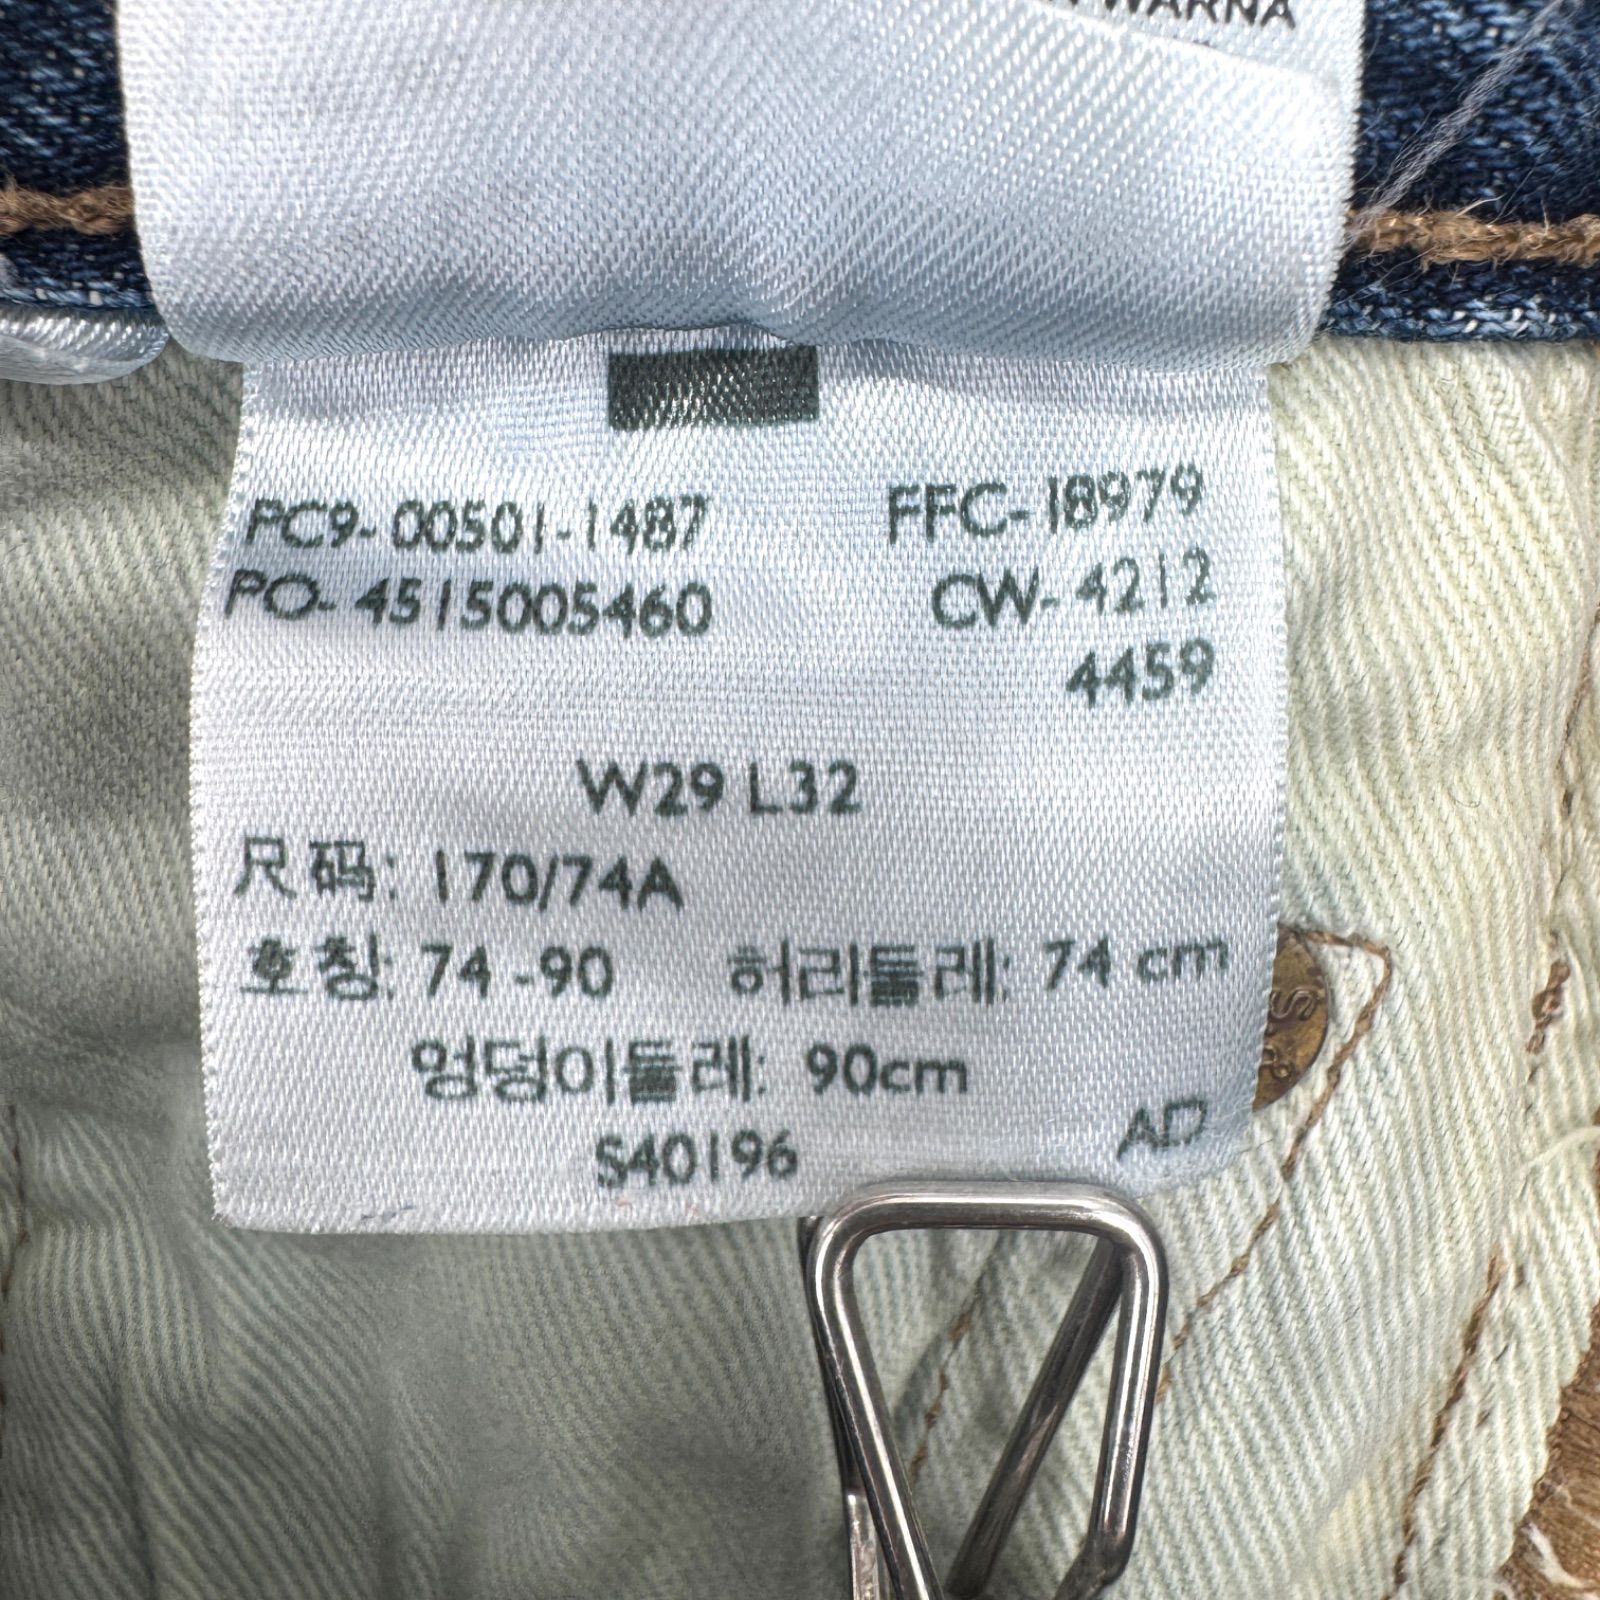 WARNA
PC9-00501-1487 FFC-18979
PO-4515005460 CW-4212
4459
W29 L32
尺码: 170/74A
호칭: 74-90 허리둘레: 74 cm
엉덩이둘레: 90cm
S40196
AD